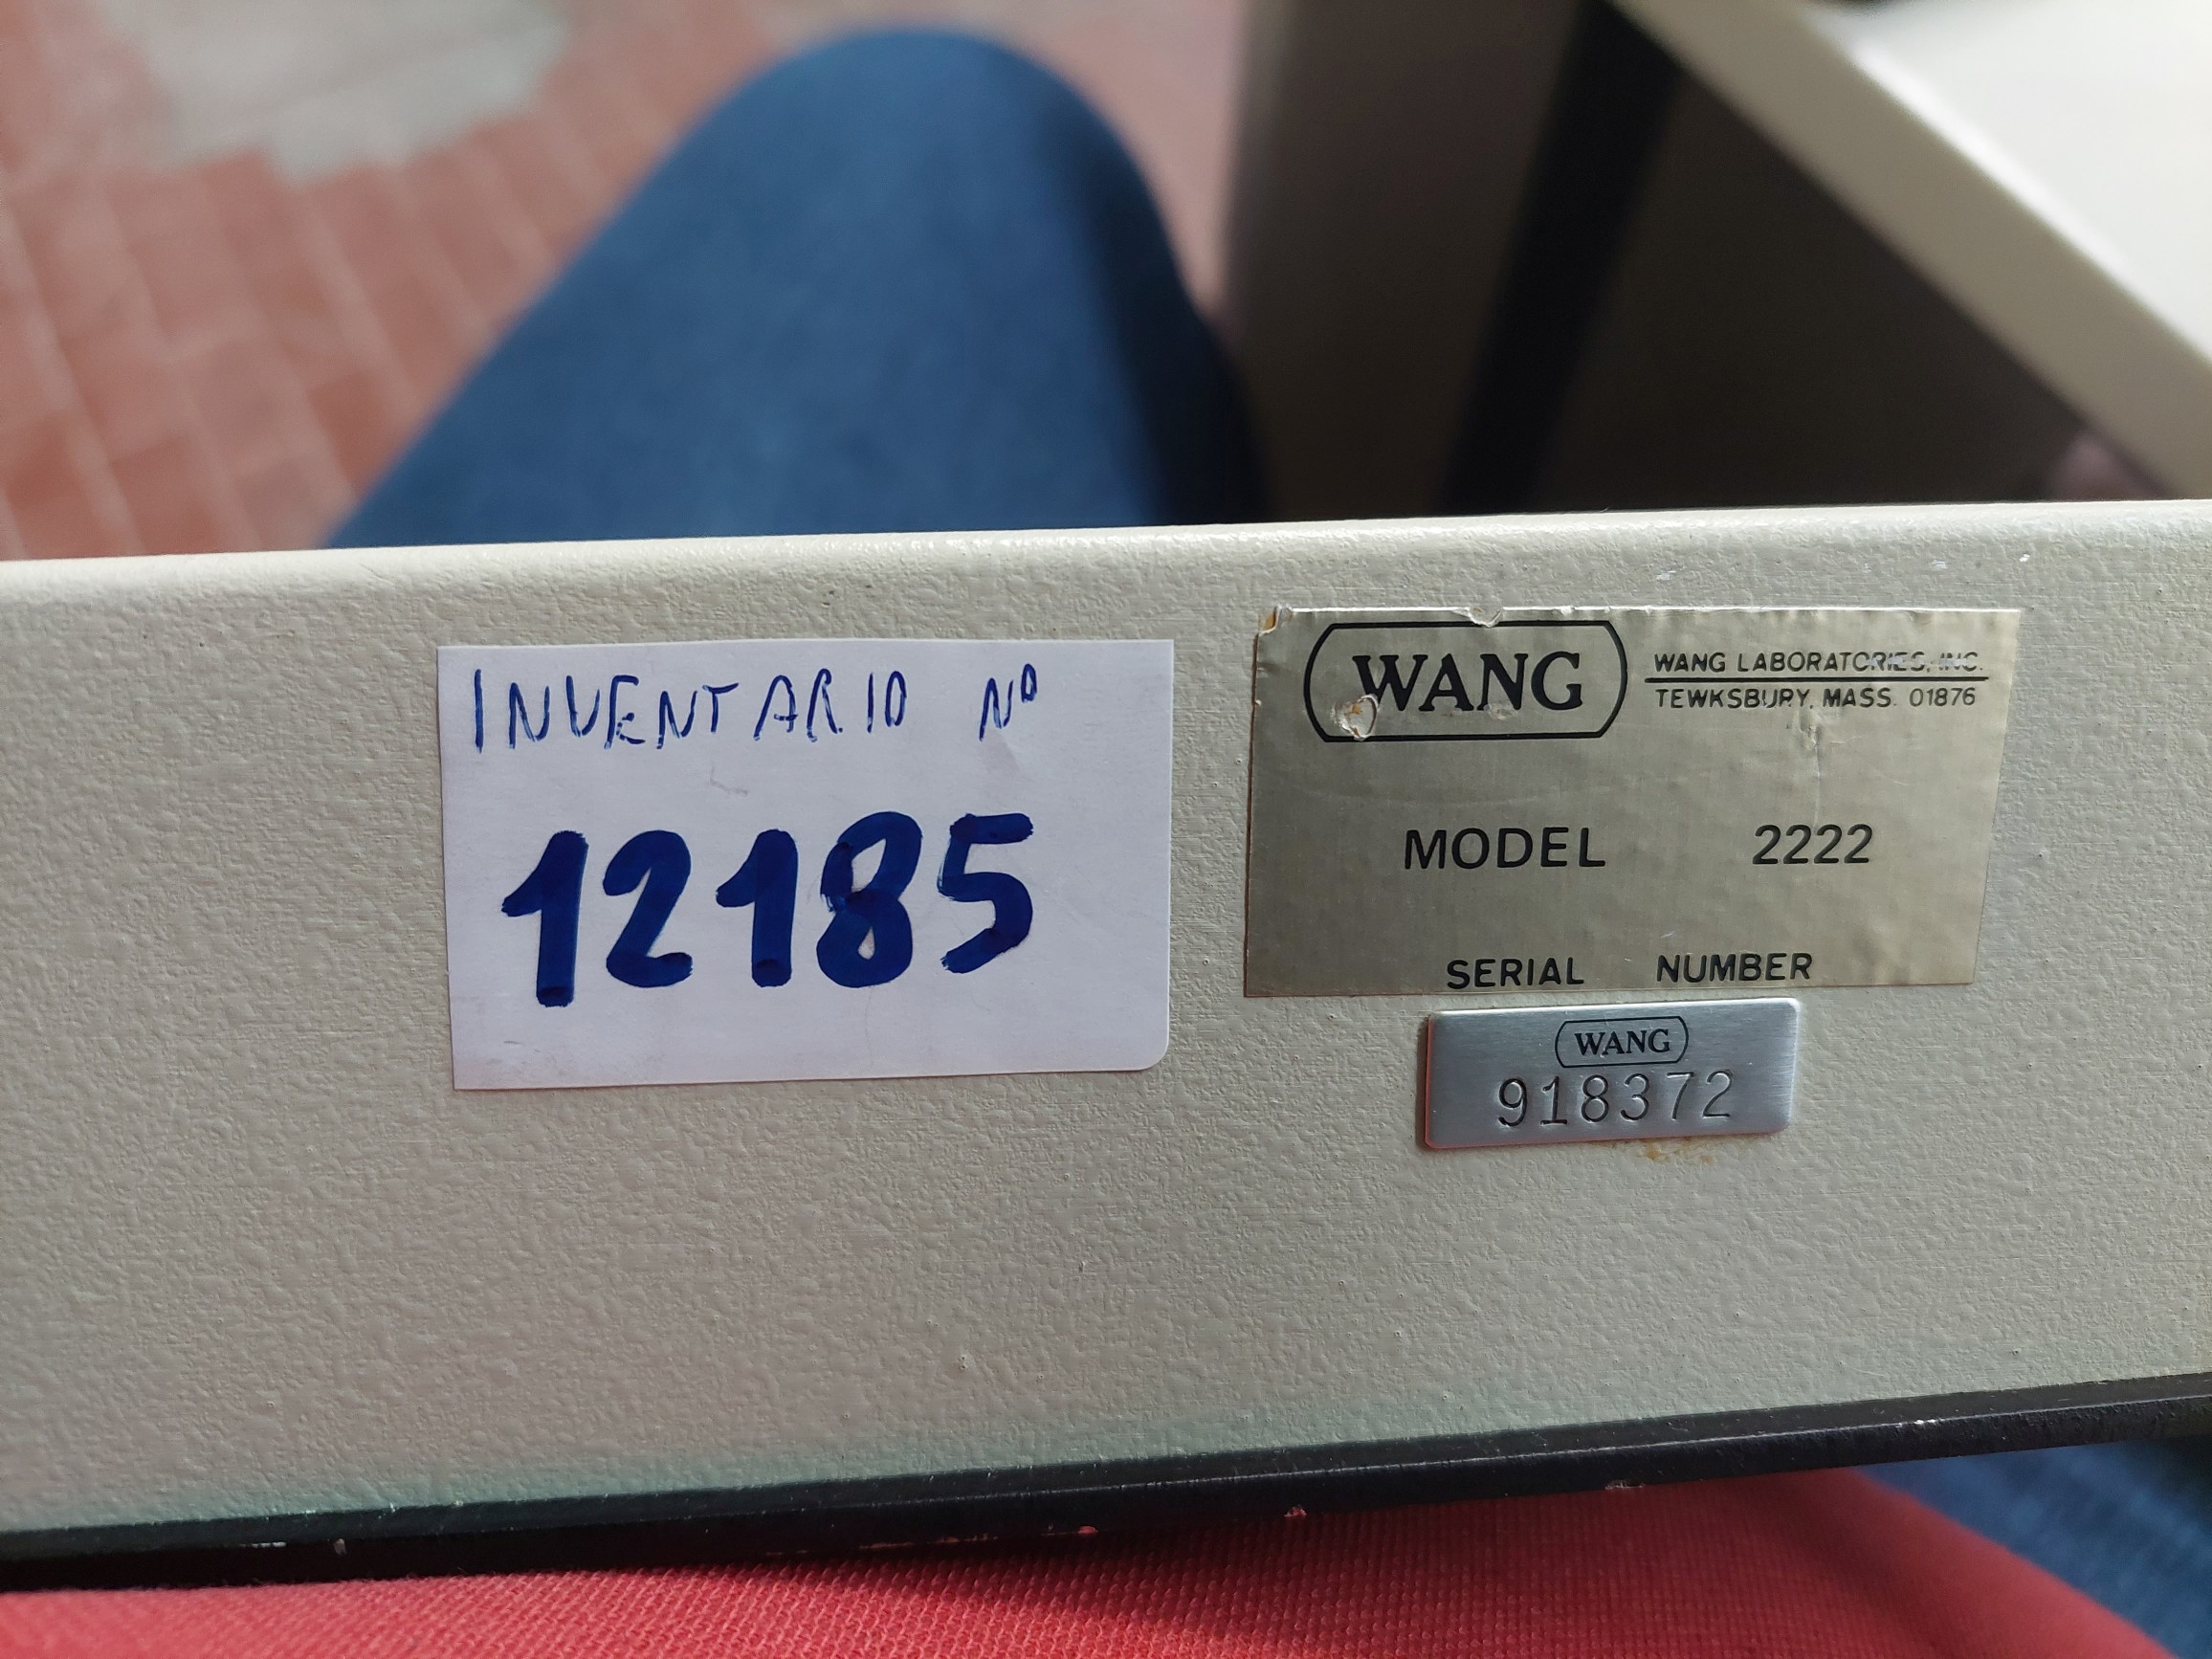 INVENTARIO Nº
12185
WANG
WANG LABORATORIES, INC.
TEWKSBURY, MASS. 01876
MODEL 2222
SERIAL NUMBER
WANG
918372